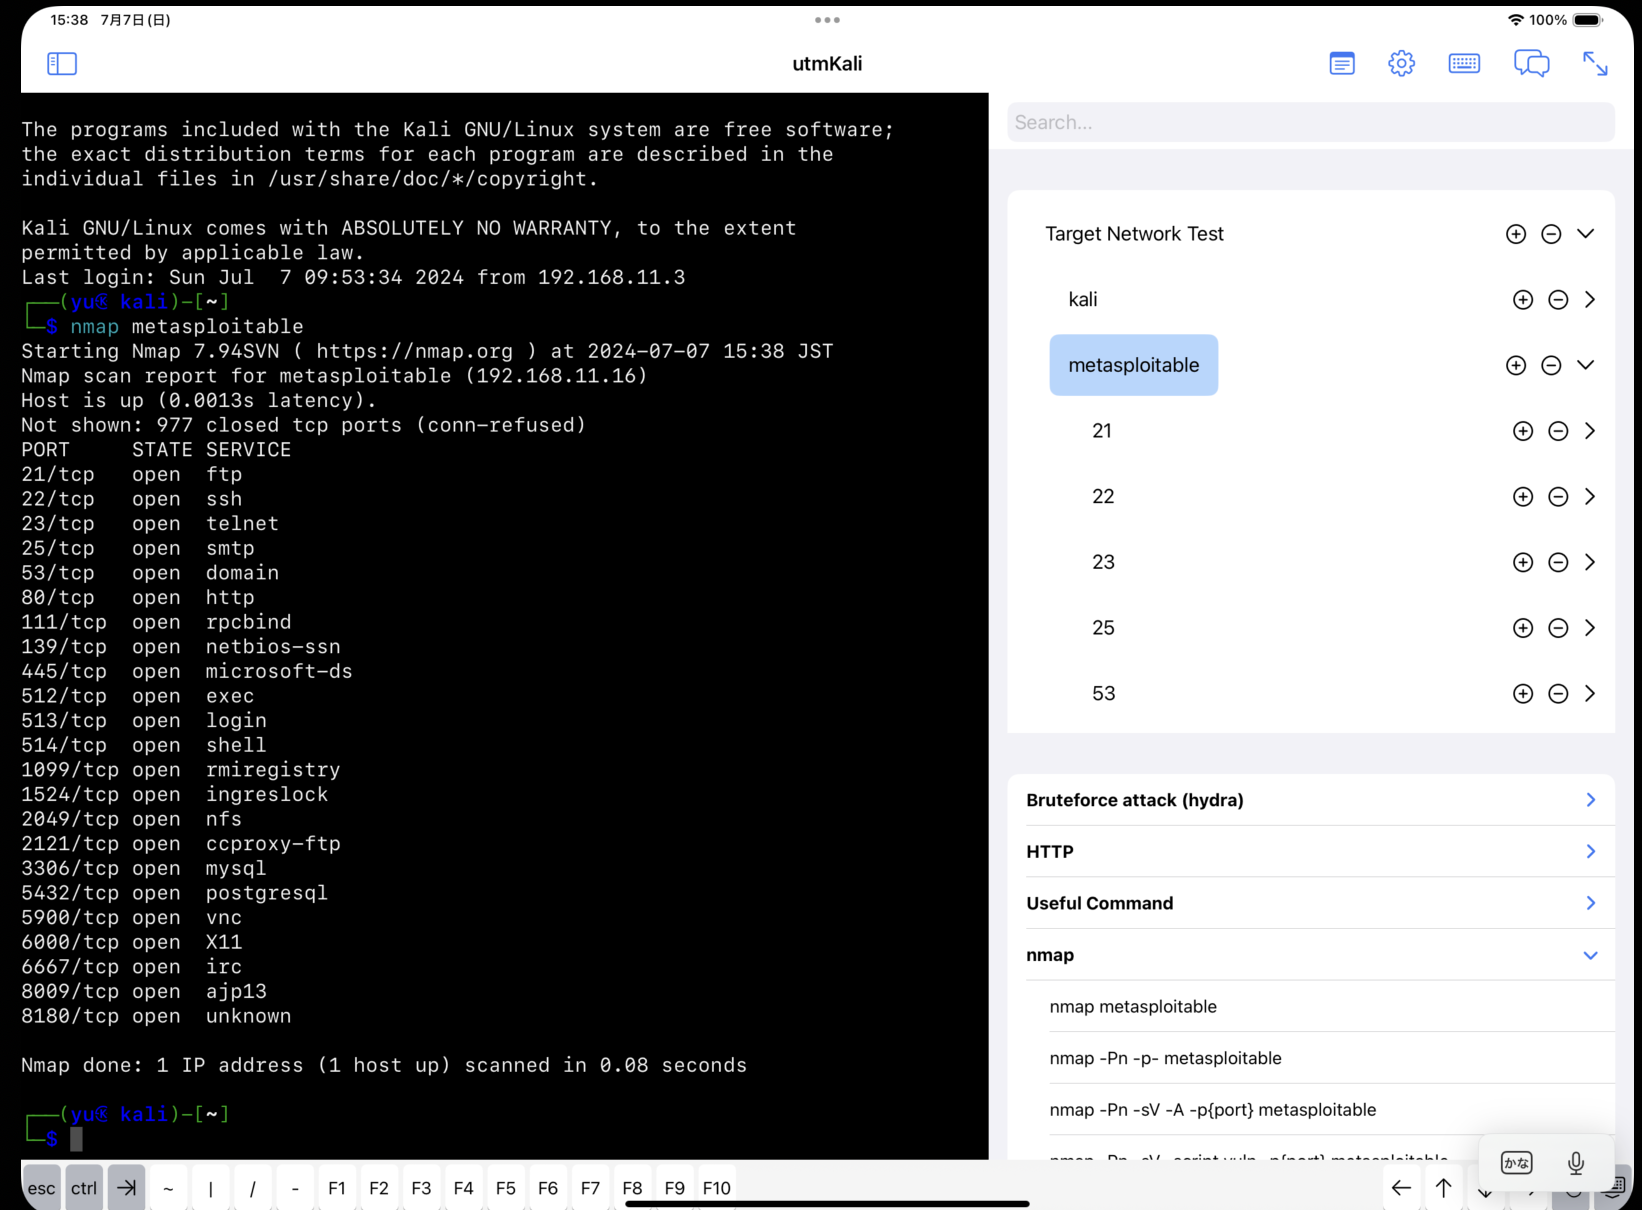 15:38 7月7日(日)
100%
utmKali
The programs included with the Kali GNU/Linux system are free software;
the exact distribution terms for each program are described in the
individual files in /usr/share/doc/*/copyright.
Kali GNU/Linux comes with ABSOLUTELY NO WARRANTY, to the extent
permitted by applicable law.
Last login: Sun Jul  7 09:53:34 2024 from 192.168.11.3
┌──(yu㉿ kali)-[~]
└─$ nmap metasploitable
Starting Nmap 7.94SVN ( https://nmap.org ) at 2024-07-07 15:38 JST
Nmap scan report for metasploitable (192.168.11.16)
Host is up (0.0013s latency).
Not shown: 977 closed tcp ports (conn-refused)
PORT     STATE SERVICE
21/tcp   open  ftp
22/tcp   open  ssh
23/tcp   open  telnet
25/tcp   open  smtp
53/tcp   open  domain
80/tcp   open  http
111/tcp  open  rpcbind
139/tcp  open  netbios-ssn
445/tcp  open  microsoft-ds
512/tcp  open  exec
513/tcp  open  login
514/tcp  open  shell
1099/tcp open  rmiregistry
1524/tcp open  ingreslock
2049/tcp open  nfs
2121/tcp open  ccproxy-ftp
3306/tcp open  mysql
5432/tcp open  postgresql
5900/tcp open  vnc
6000/tcp open  X11
6667/tcp open  irc
8009/tcp open  ajp13
8180/tcp open  unknown
Nmap done: 1 IP address (1 host up) scanned in 0.08 seconds
┌──(yu㉿ kali)-[~]
└─$
Search...
Target Network Test
kali
metasploitable
21
22
23
25
53
Bruteforce attack (hydra)
HTTP
Useful Command
nmap
nmap metasploitable
nmap -Pn -p- metasploitable
nmap -Pn -sV -A -p{port} metasploitable
かな
esc ctrl ~ | / - F1 F2 F3 F4 F5 F6 F7 F8 F9 F10